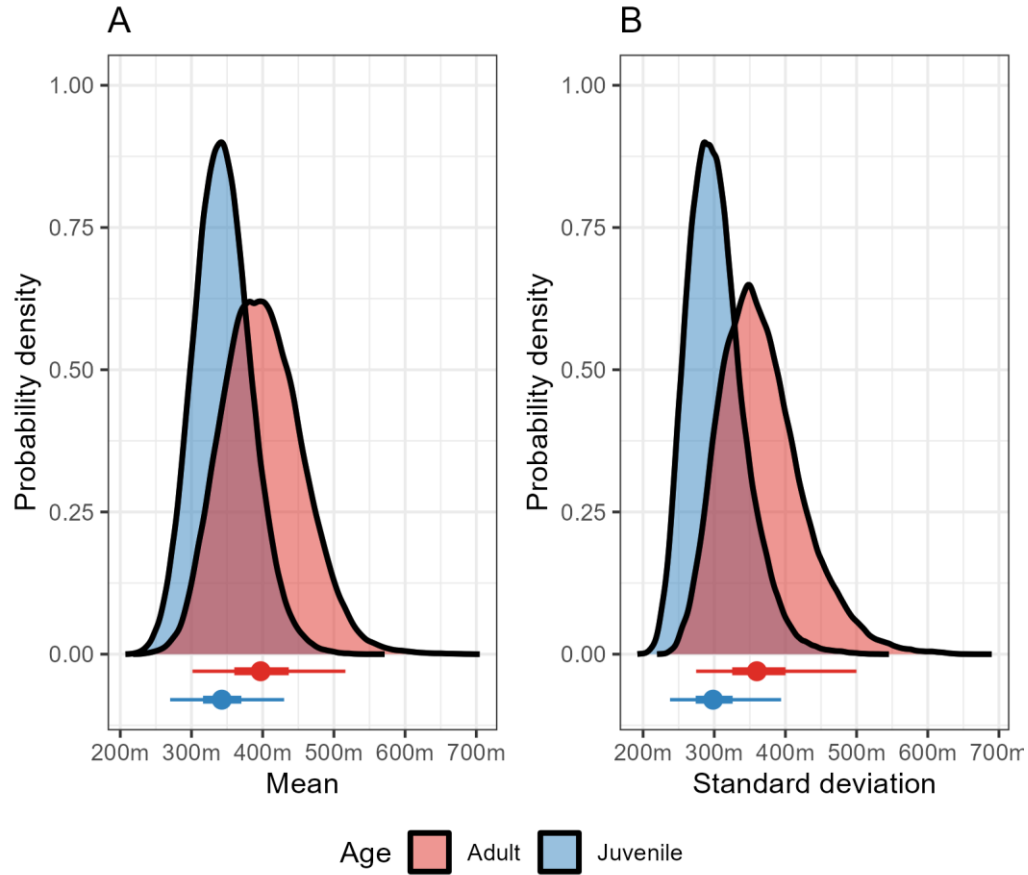 A
B
Probability density
1.00
0.75
0.50
0.25
0.00
200m 300m 400m 500m 600m 700m
Mean
Probability density
1.00
0.75
0.50
0.25
0.00
200m 300m 400m 500m 600m 700m
Standard deviation
Age Adult Juvenile